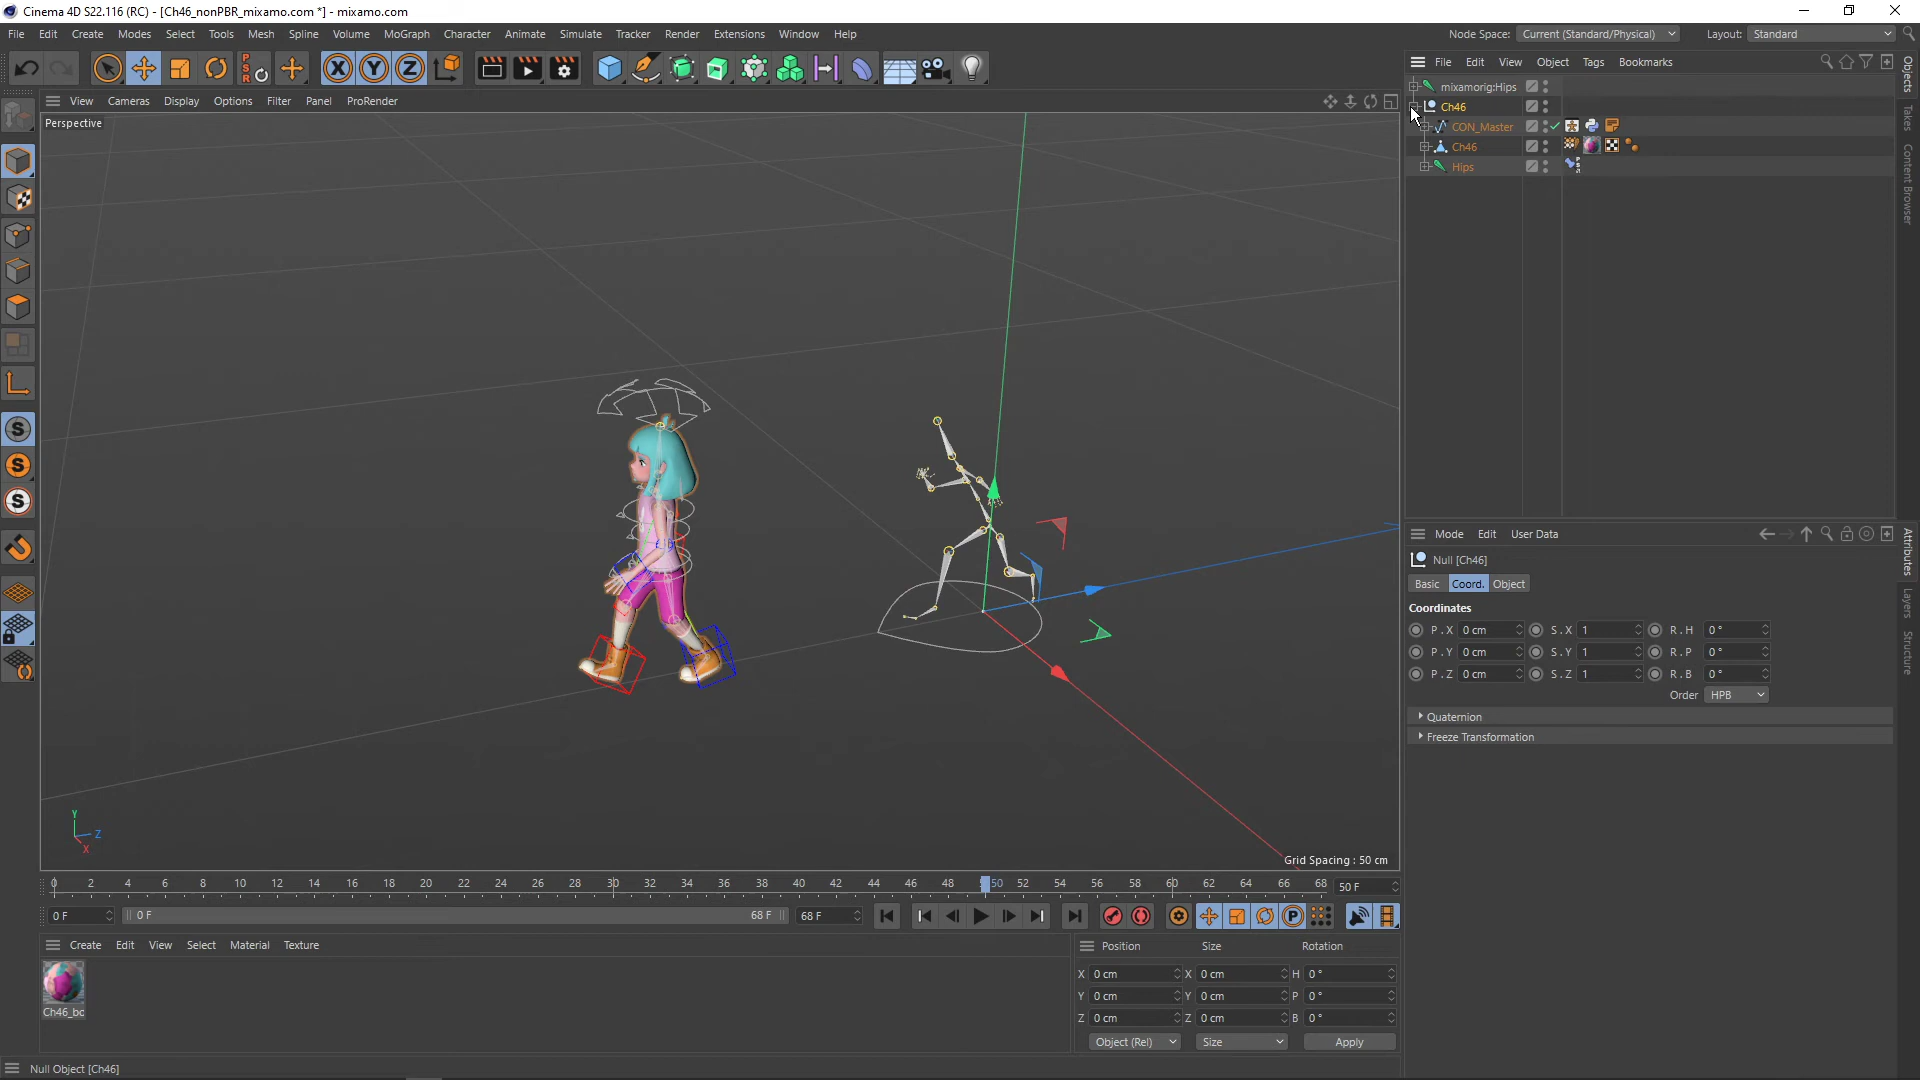 Cinema 4D S22.116 (RC) - [Ch46_nonPBR_mixamo.com *] - mixamo.com
File Edit Create Modes Select Tools Mesh Spline Volume MoGraph Character Animate Simulate Tracker Render Extensions Window Help
Node Space: Current (Standard/Physical) Layout: Standard
File Edit View Object Tags Bookmarks
View Cameras Display Options Filter Panel ProRender
Perspective
mixamorig:Hips
Ch46
CON_Master
Ch46
Hips
Objects
Takes
Content Browser
Mode Edit User Data
Null [Ch46]
Basic Coord. Object
Coordinates
P.X 0 cm S.X 1 R.H 0°
P.Y 0 cm S.Y 1 R.P 0°
P.Z 0 cm S.Z 1 R.B 0°
Order HPB
Quaternion
Freeze Transformation
Attributes
Layers
Structure
Y
Z
X
Grid Spacing : 50 cm
0 2 4 6 8 10 12 14 16 18 20 22 24 26 28 30 32 34 36 38 40 42 44 46 48 50 52 54 56 58 60 62 64 66 68 50 F
0 F 0 F 68 F 68 F
Create Edit View Select Material Texture
Ch46_bo
Position Size Rotation
X 0 cm X 0 cm H 0°
Y 0 cm Y 0 cm P 0°
Z 0 cm Z 0 cm B 0°
Object (Rel) Size Apply
Null Object [Ch46]